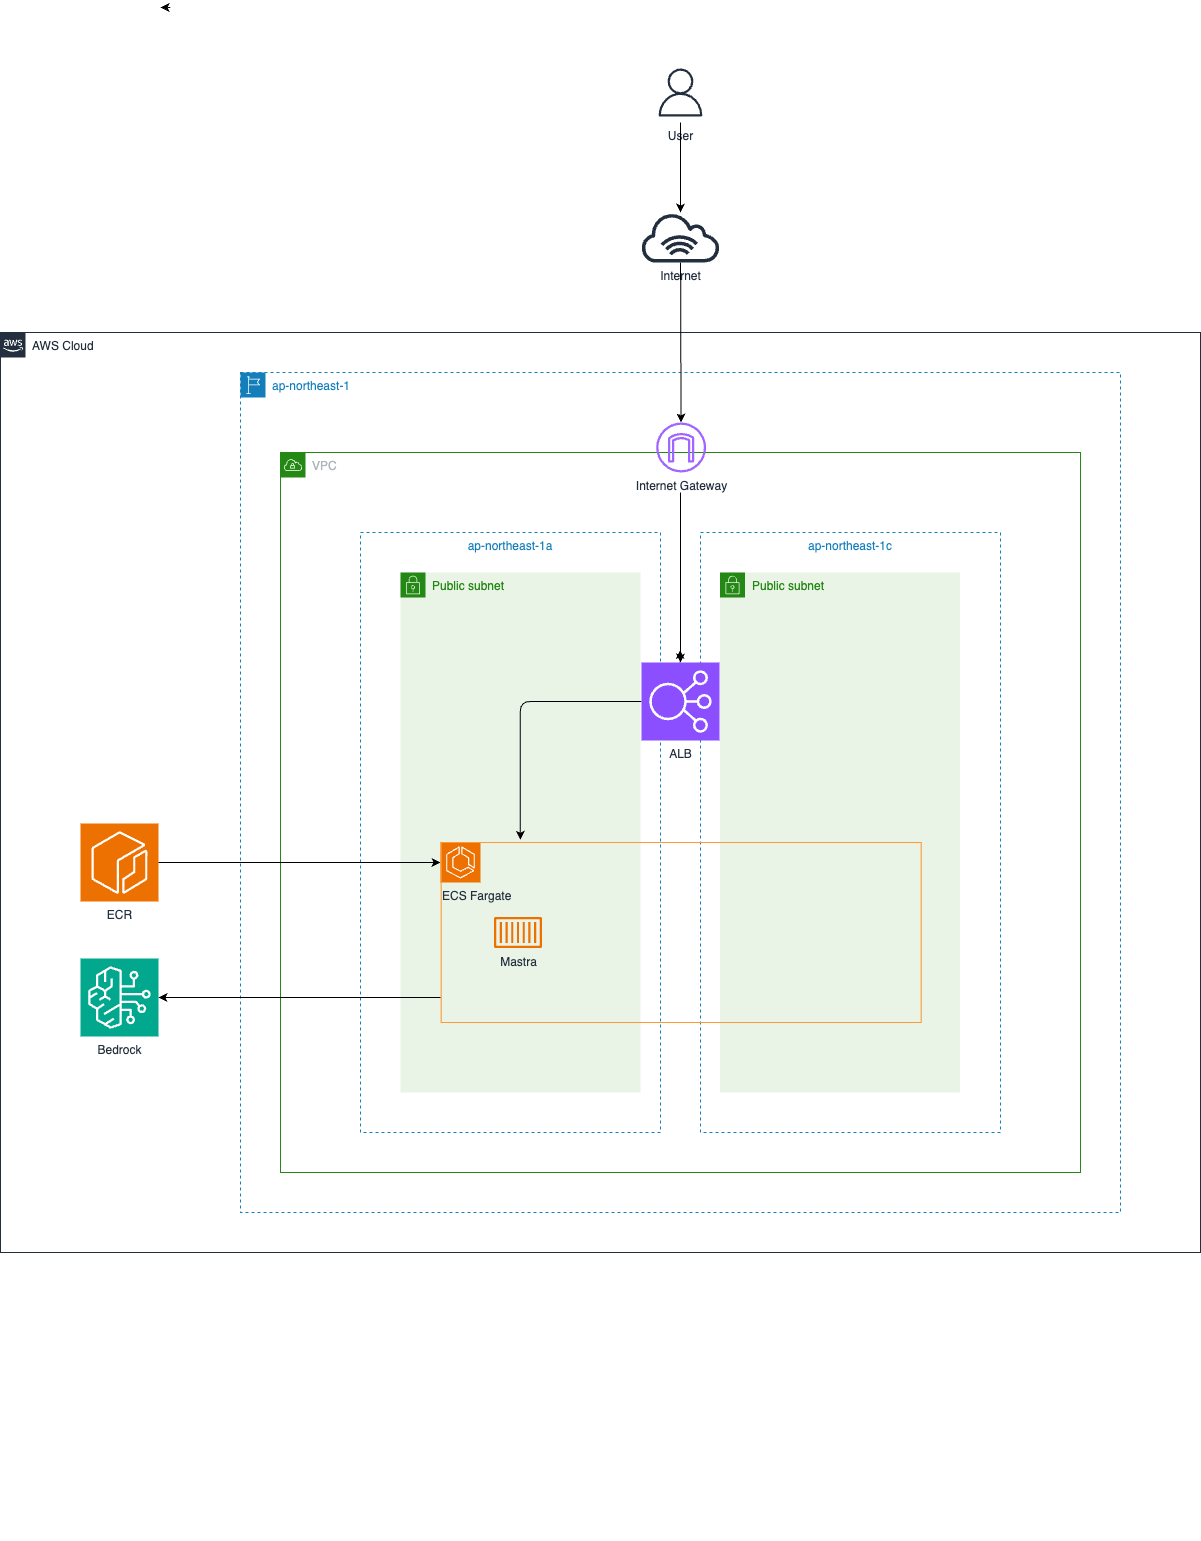 User
Internet
aws
AWS Cloud
ap-northeast-1
VPC
Internet Gateway
ap-northeast-1a
ap-northeast-1c
Public subnet
Public subnet
ALB
ECS Fargate
ECR
Mastra
Bedrock